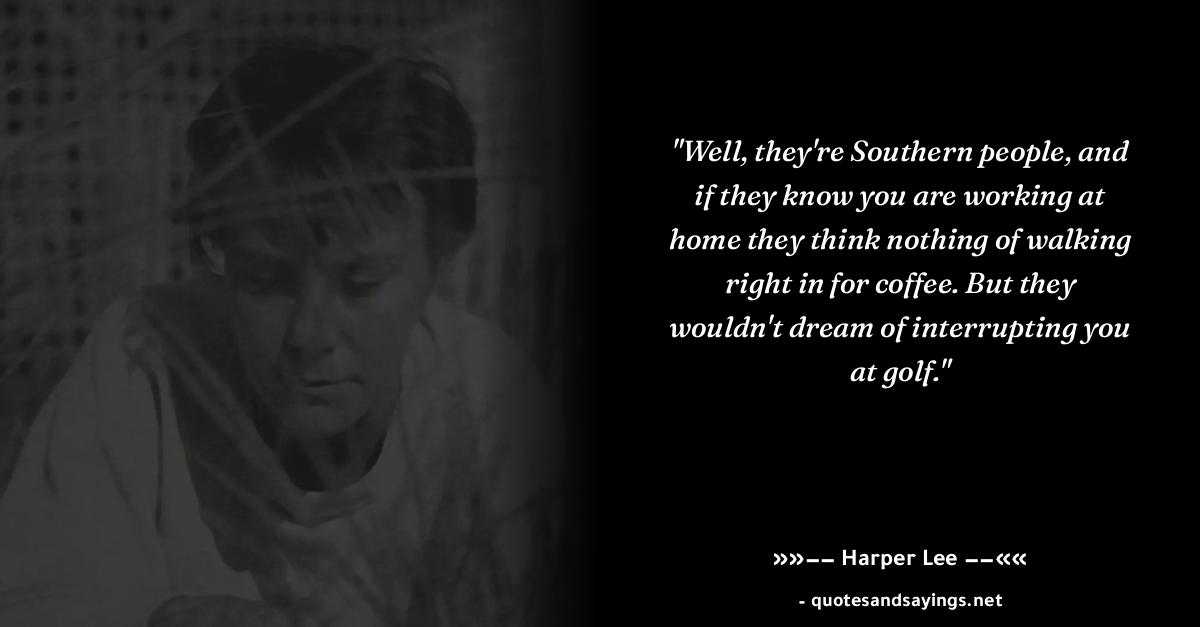 "Well, they're Southern people, and
if they know you are working at
home they think nothing of walking
right in for coffee. But they
wouldn't dream of interrupting you
at golf."
»»–– Harper Lee ––««
- quotesandsayings.net